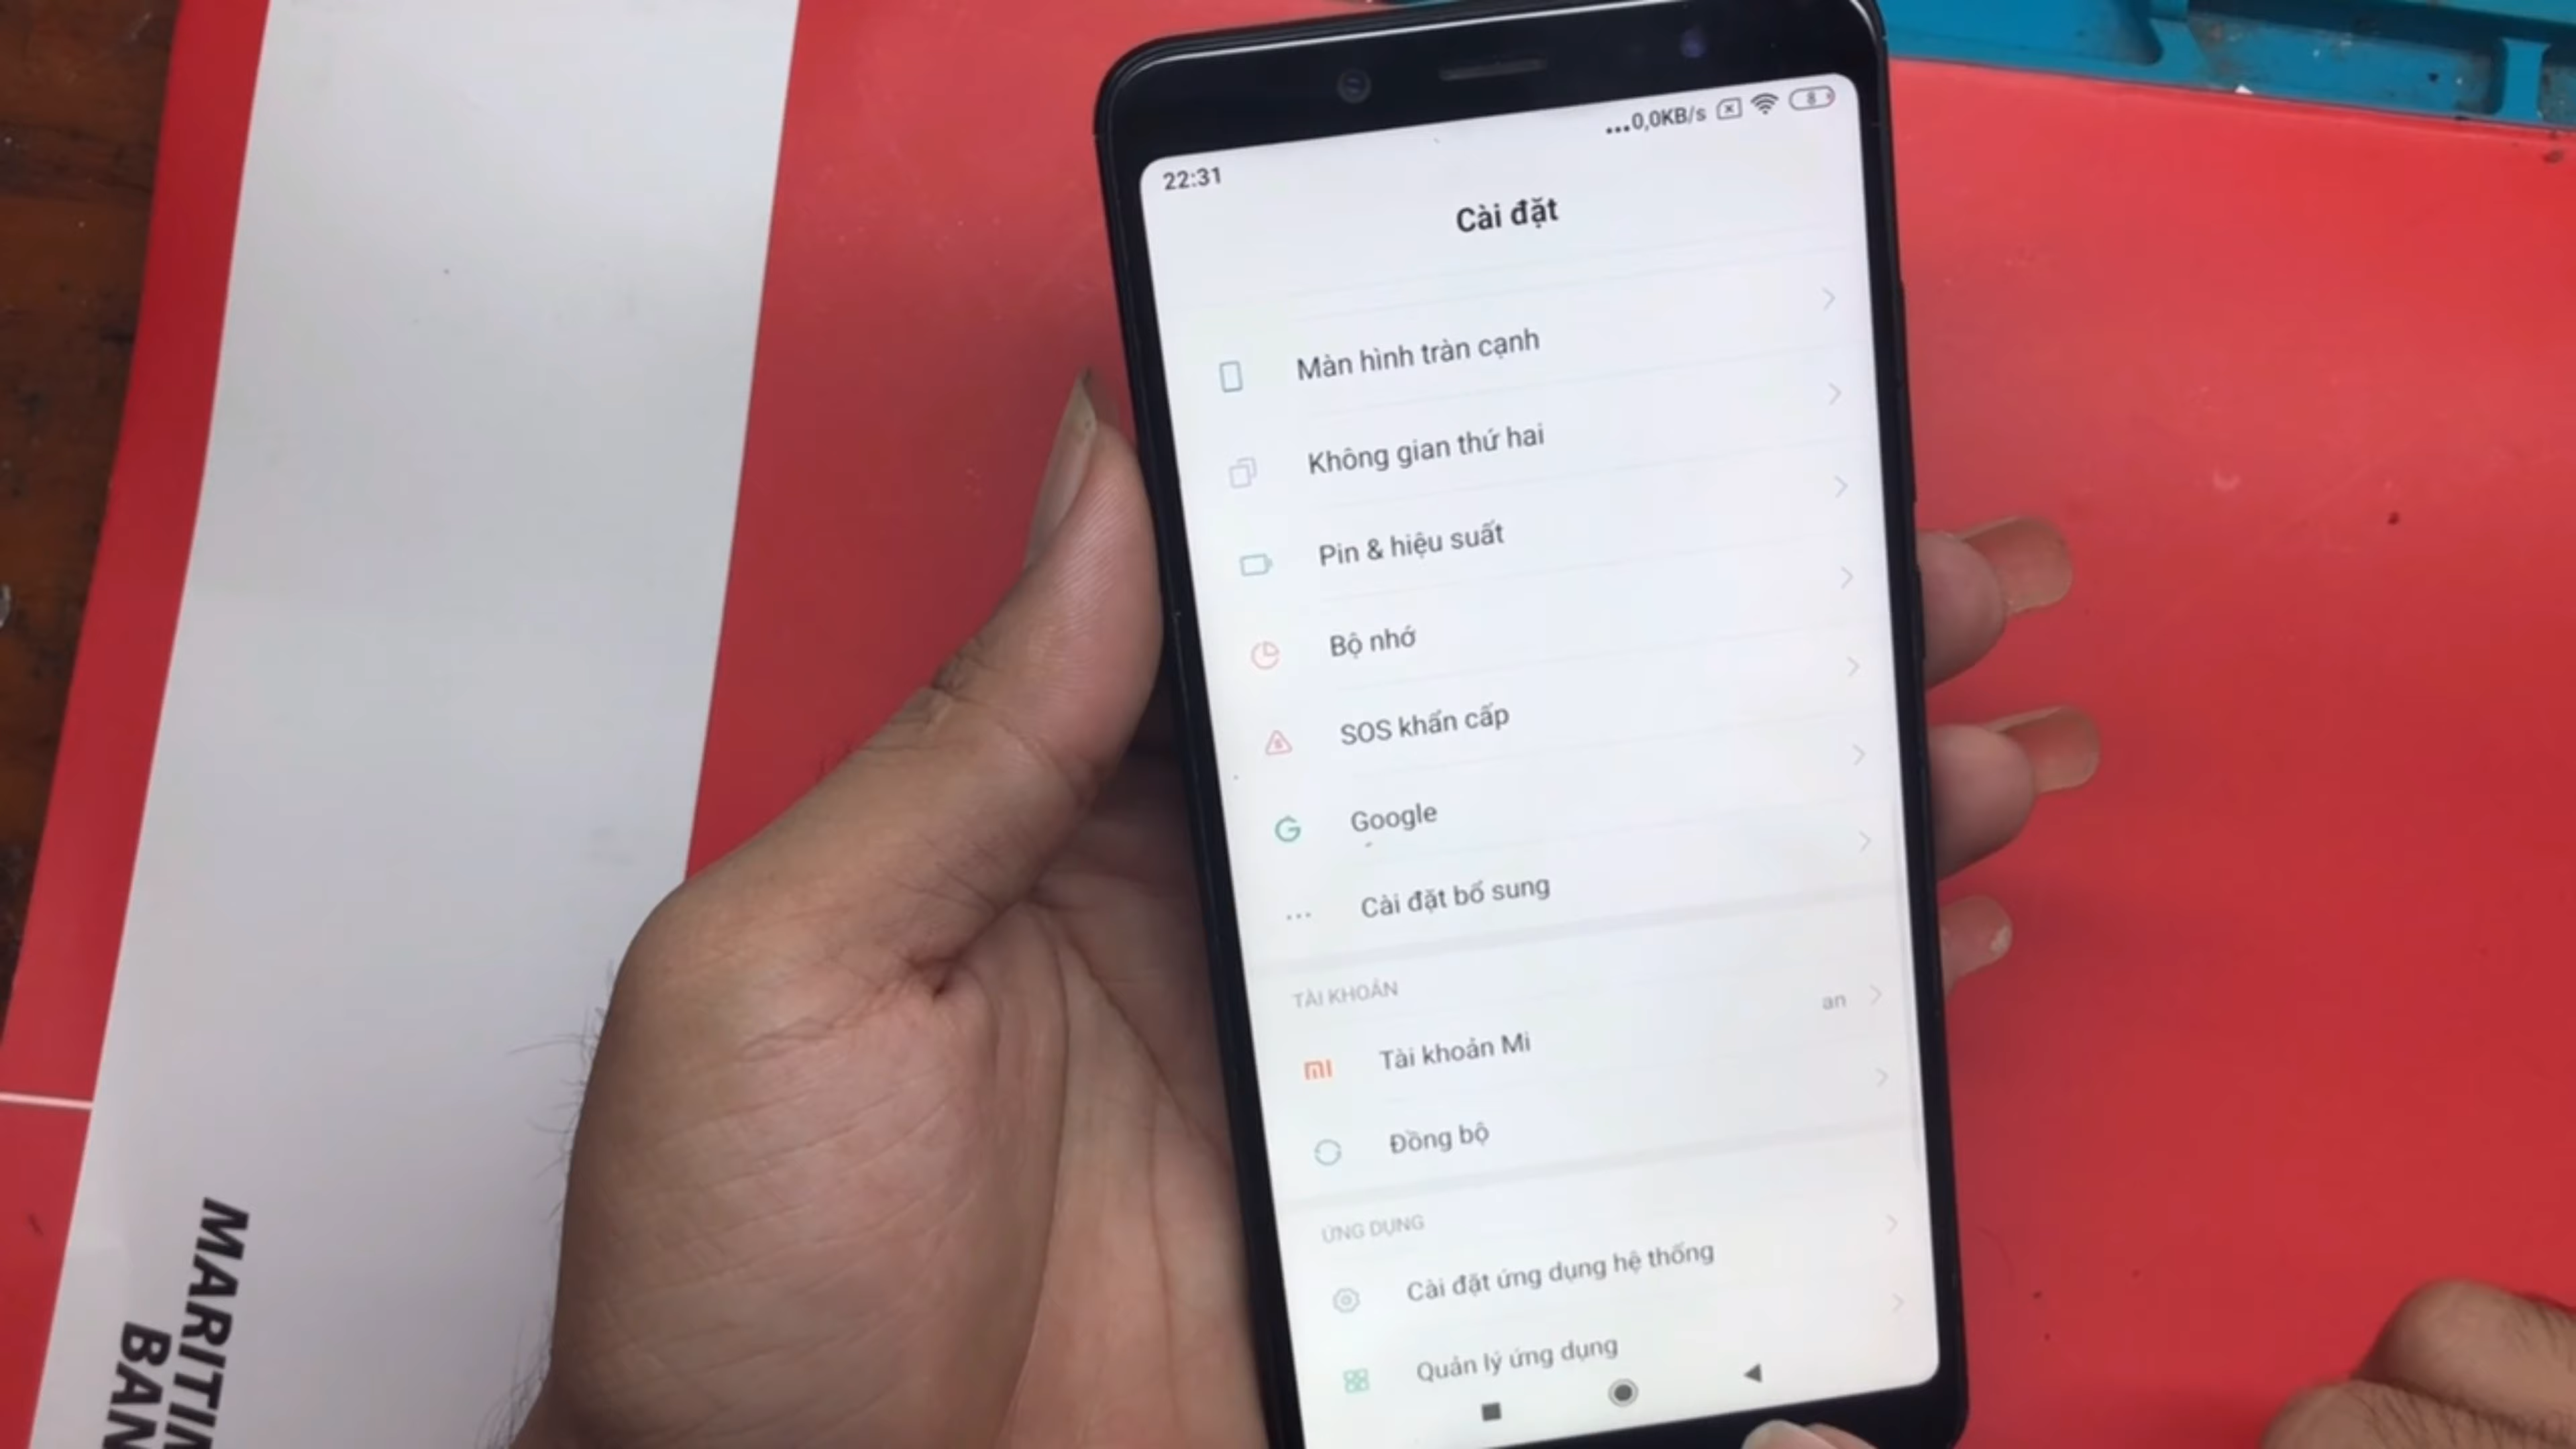 22:31
...0,0KB/s
8
Cài đặt
Màn hình tràn cạnh
Không gian thứ hai
Pin & hiệu suất
Bộ nhớ
SOS khẩn cấp
Google
Cài đặt bổ sung
TÀI KHOẢN
Tài khoản Mi
an
Đồng bộ
ỨNG DỤNG
Cài đặt ứng dụng hệ thống
Quản lý ứng dụng